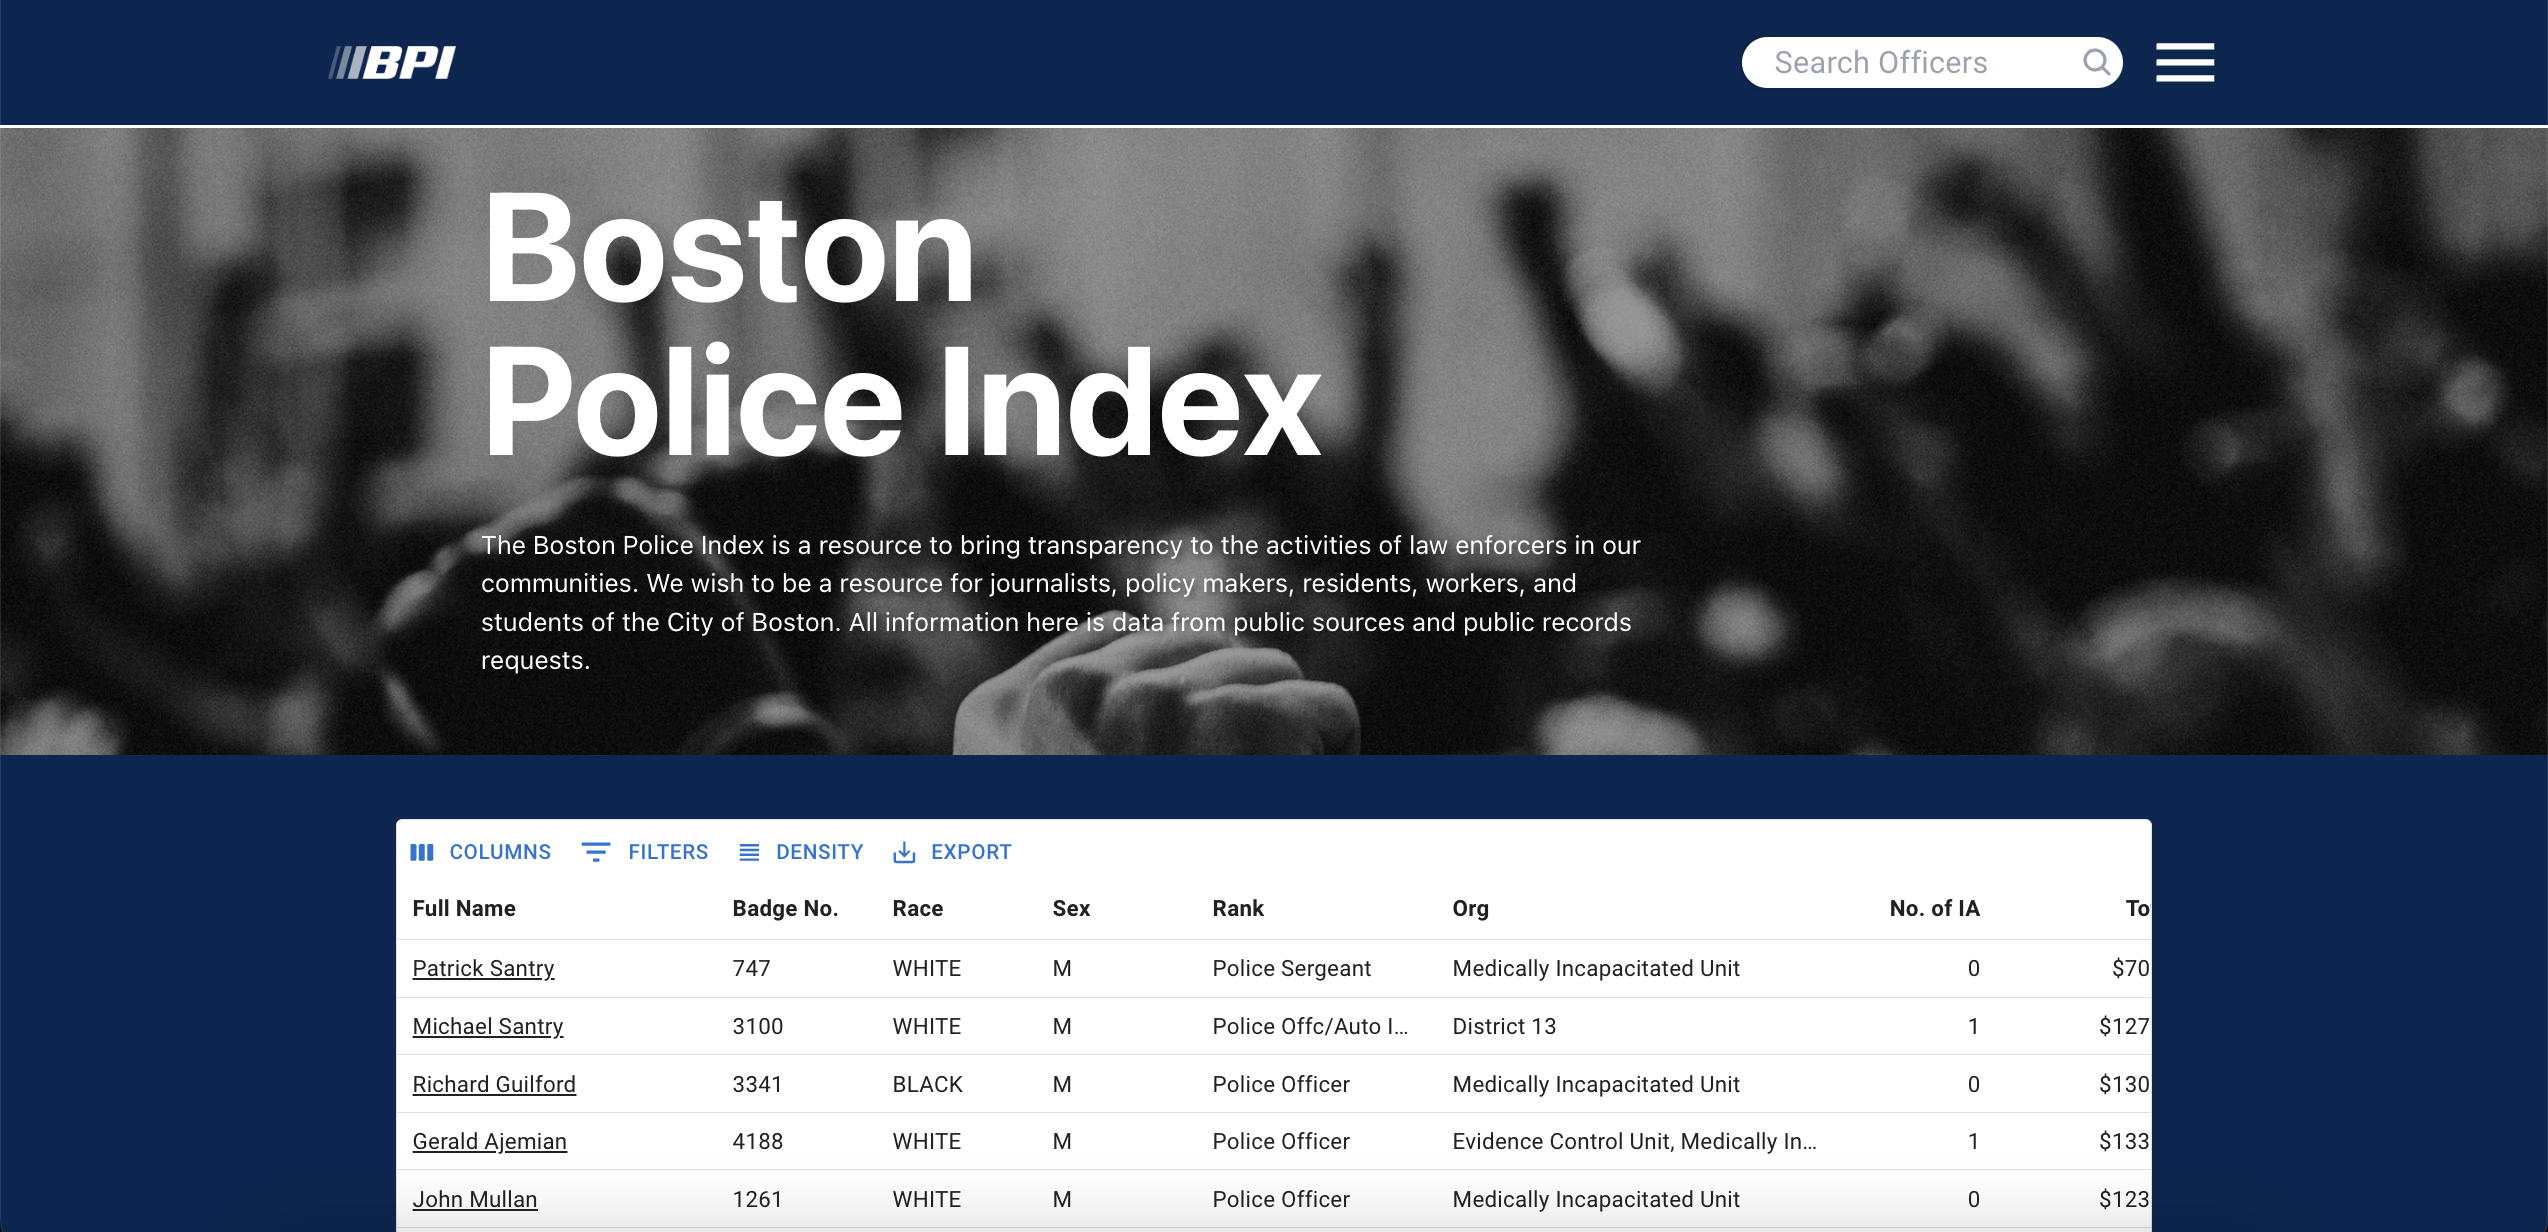 BPI
Search Officers
Boston
Police Index
The Boston Police Index is a resource to bring transparency to the activities of law enforcers in our
communities. We wish to be a resource for journalists, policy makers, residents, workers, and
students of the City of Boston. All information here is data from public sources and public records
requests.
COLUMNS FILTERS DENSITY EXPORT
Full Name Badge No. Race Sex Rank Org No. of IA To
Patrick Santry 747 WHITE M Police Sergeant Medically Incapacitated Unit 0 $70
Michael Santry 3100 WHITE M Police Offc/Auto I... District 13 1 $127
Richard Guilford 3341 BLACK M Police Officer Medically Incapacitated Unit 0 $130
Gerald Ajemian 4188 WHITE M Police Officer Evidence Control Unit, Medically In... 1 $133
John Mullan 1261 WHITE M Police Officer Medically Incapacitated Unit 0 $123